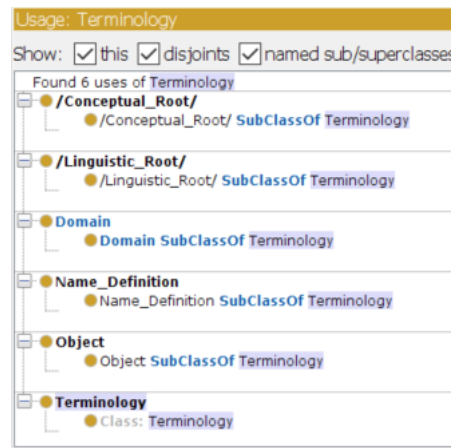 Usage: Terminology
Show: this disjoints named sub/superclasses
Found 6 uses of Terminology
/Conceptual_Root/
/Conceptual_Root/ SubClassOf Terminology
/Linguistic_Root/
/Linguistic_Root/ SubClassOf Terminology
Domain
Domain SubClassOf Terminology
Name_Definition
Name_Definition SubClassOf Terminology
Object
Object SubClassOf Terminology
Terminology
Class: Terminology